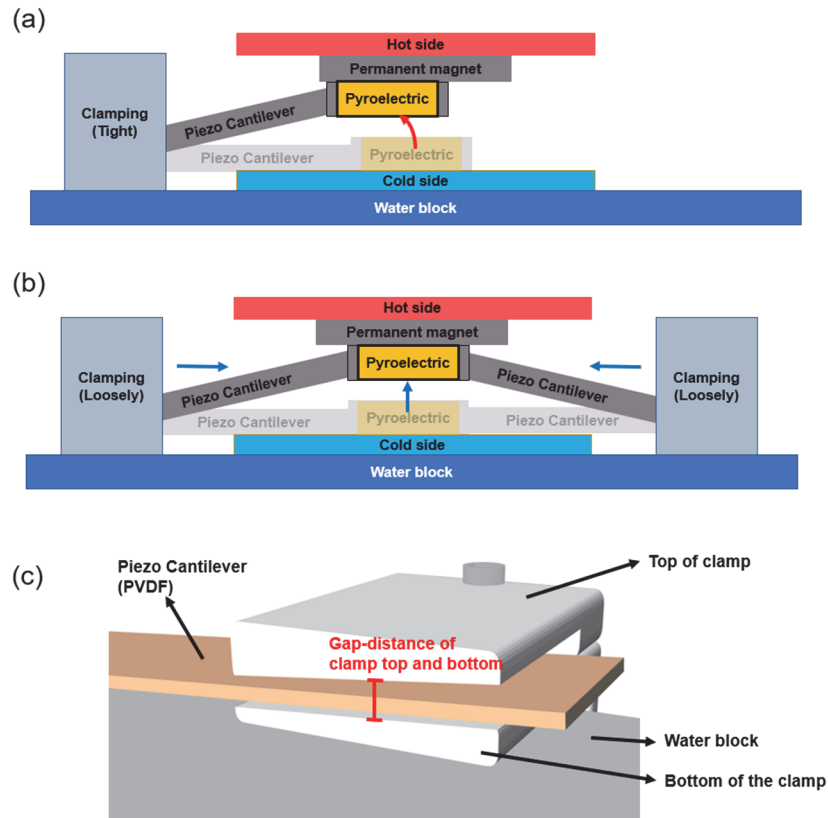 (a)
Hot side
Permanent magnet
Clamping
(Tight)
Pyroelectric
Piezo Cantilever
Piezo Cantilever
Pyroelectric
Cold side
Water block
(b)
Hot side
Permanent magnet
Clamping
(Loosely)
Pyroelectric
Clamping
(Loosely)
Piezo Cantilever
Piezo Cantilever
Piezo Cantilever
Pyroelectric
Piezo Cantilever
Cold side
Water block
(c)
Piezo Cantilever
(PVDF)
Top of clamp
Gap-distance of
clamp top and bottom
Water block
Bottom of the clamp